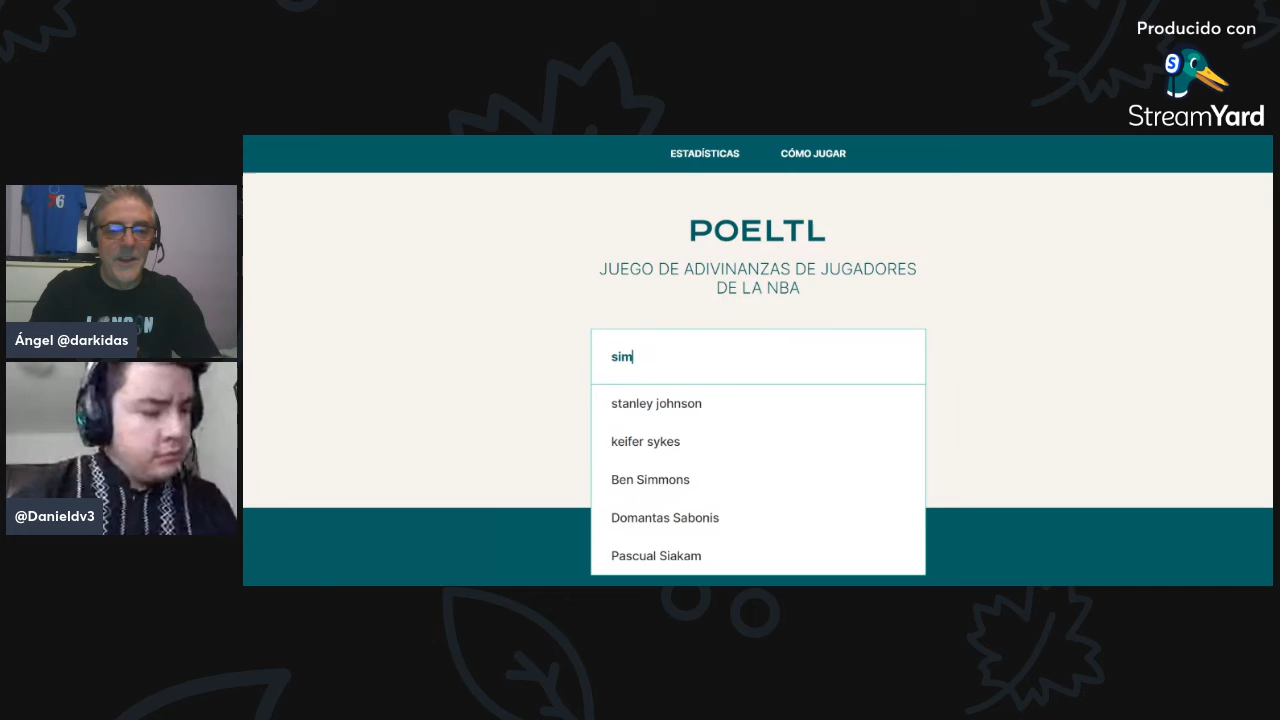 Producido con
S
StreamYard
ESTADÍSTICAS CÓMO JUGAR
POELTL
JUEGO DE ADIVINANZAS DE JUGADORES
DE LA NBA
sim
stanley johnson
keifer sykes
Ben Simmons
Domantas Sabonis
Pascual Siakam
76
Ángel @darkidas
@Danieldv3